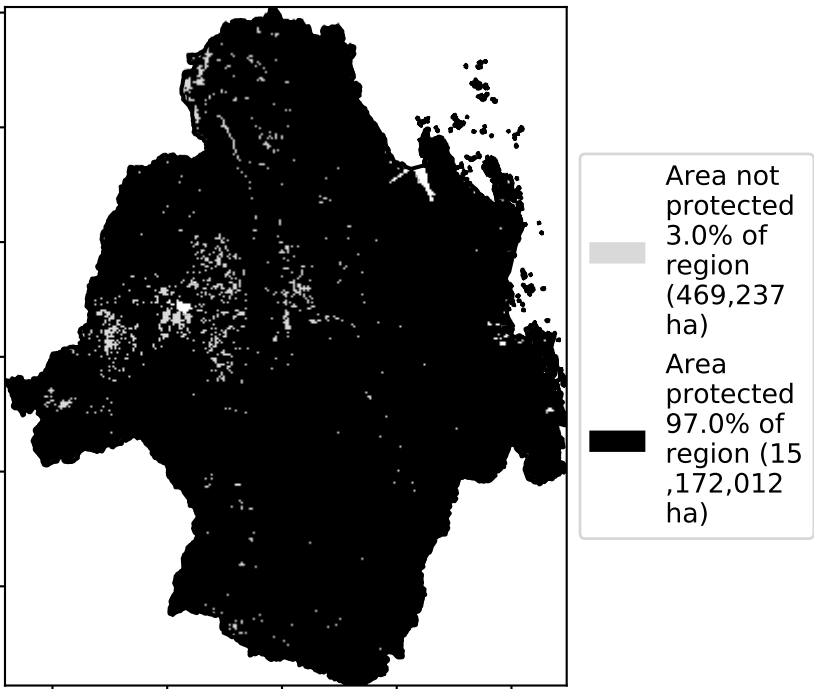 Area not
protected
3.0% of
region
(469,237
ha)
Area
protected
97.0% of
region (15
,172,012
ha)